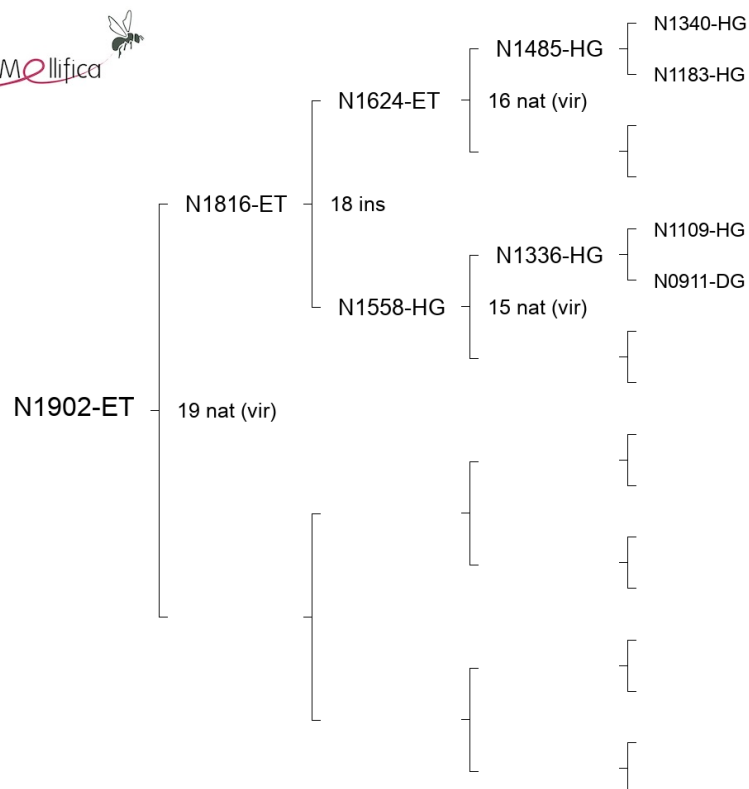 Mellifica
N1340-HG
N1485-HG
N1183-HG
N1624-ET
16 nat (vir)
N1816-ET
18 ins
N1109-HG
N1336-HG
N0911-DG
N1558-HG
15 nat (vir)
N1902-ET
19 nat (vir)